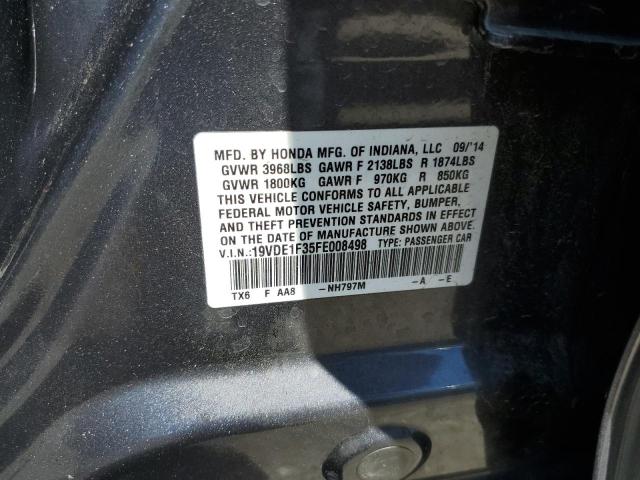 MFD. BY HONDA MFG. OF INDIANA, LLC 09/'14
GVWR 3968LBS GAWR F 2138LBS R 1874LBS
GVWR 1800KG GAWR F 970KG R 850KG
THIS VEHICLE CONFORMS TO ALL APPLICABLE
FEDERAL MOTOR VEHICLE SAFETY, BUMPER,
AND THEFT PREVENTION STANDARDS IN EFFECT
ON THE DATE OF MANUFACTURE SHOWN ABOVE.
V.I.N.:19VDE1F35FE008498 TYPE: PASSENGER CAR
TX6 F AA8 -NH797M -A -E